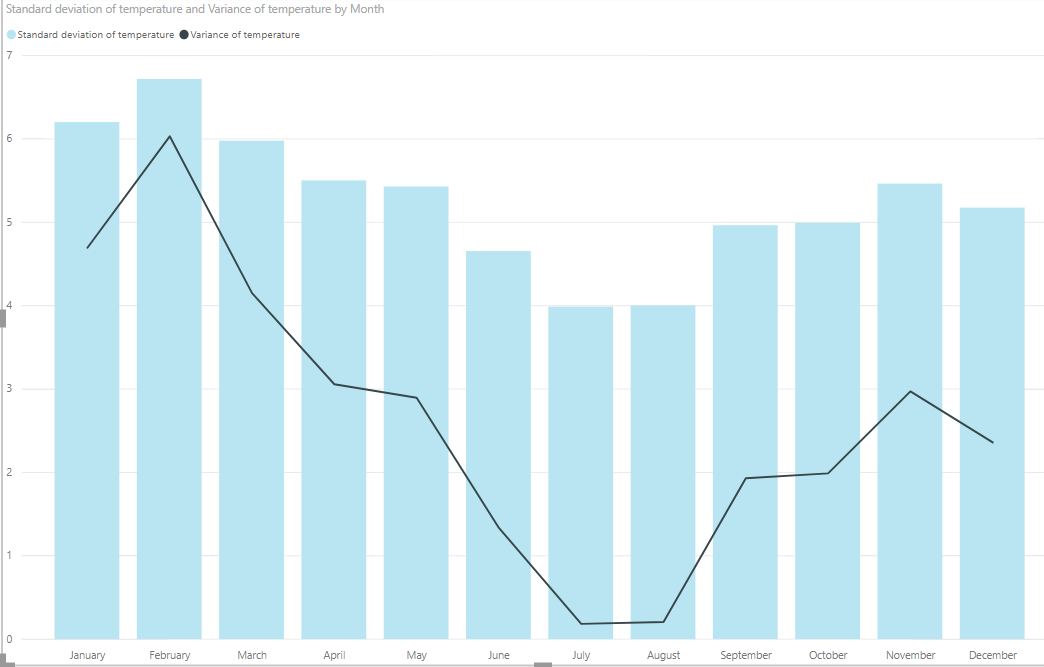 Standard deviation of temperature and Variance of temperature by Month
Standard deviation of temperature Variance of temperature
7
6
5
4
3
2
1
0
January February March April May June July August September October November December